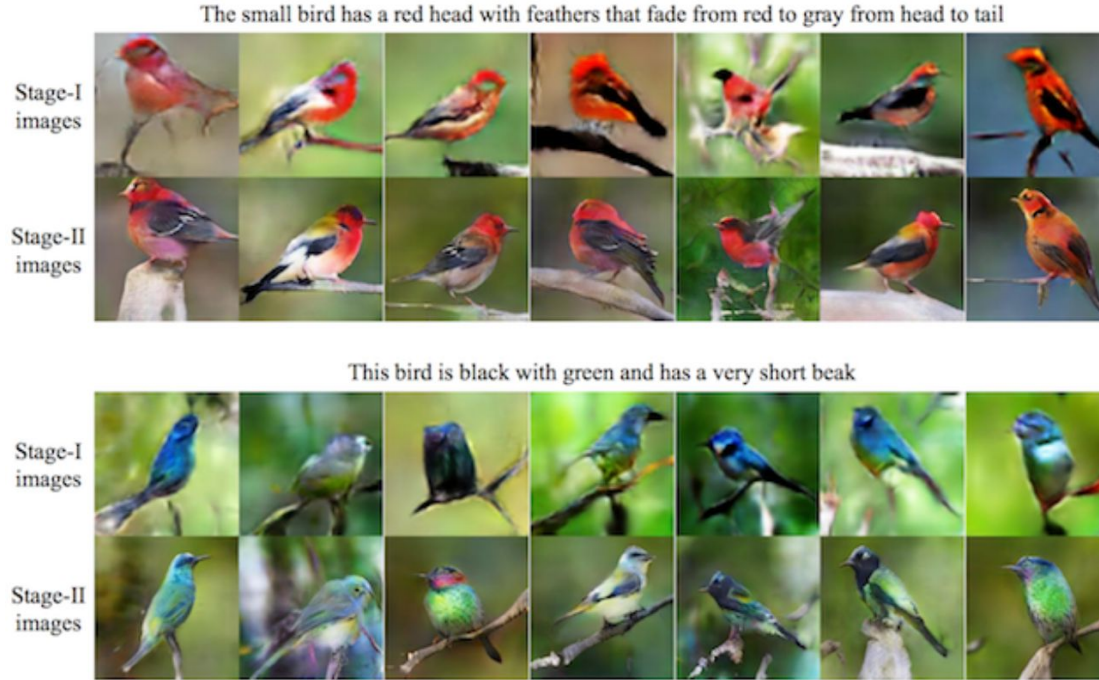 The small bird has a red head with feathers that fade from red to gray from head to tail
Stage-I
images
Stage-II
images
This bird is black with green and has a very short beak
Stage-I
images
Stage-II
images